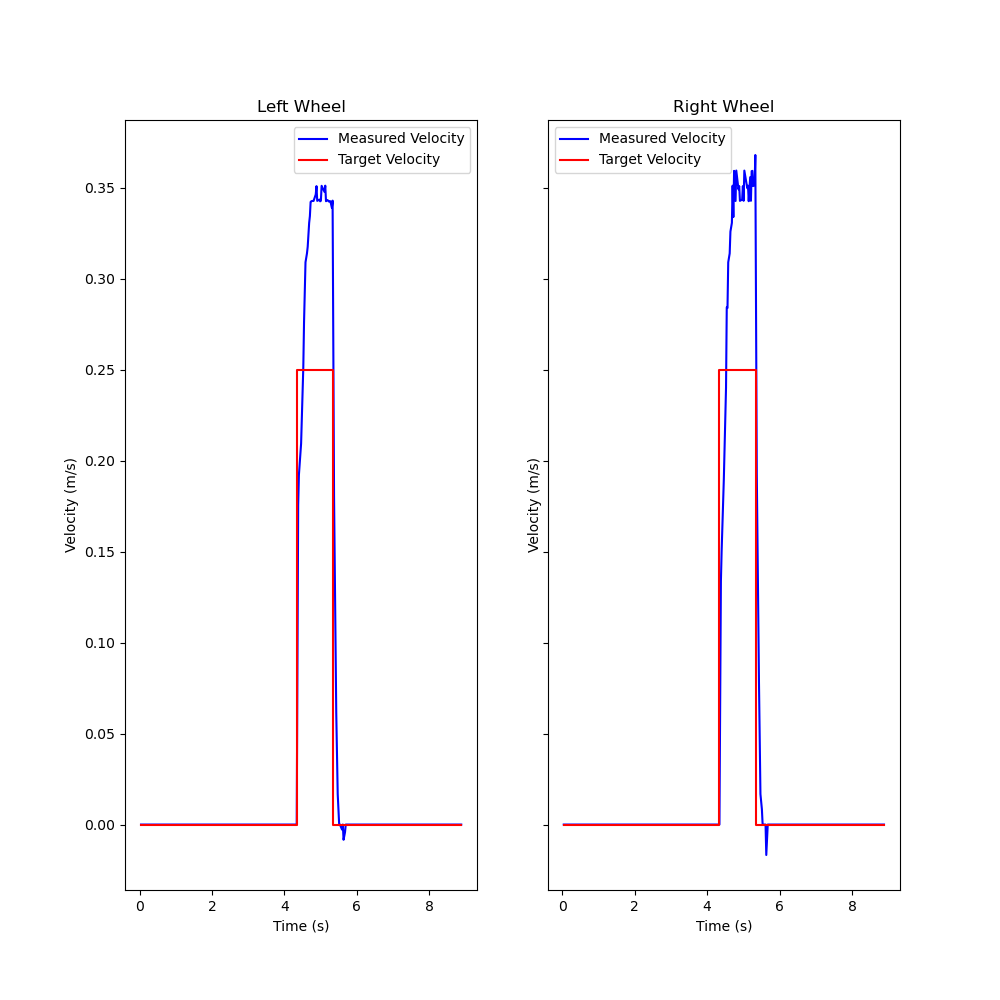 Left Wheel
Measured Velocity
Target Velocity
0.35
0.30
0.25
0.20
0.15
0.10
0.05
0.00
Velocity (m/s)
0 2 4 6 8
Time (s)
Right Wheel
Measured Velocity
Target Velocity
Velocity (m/s)
0 2 4 6 8
Time (s)